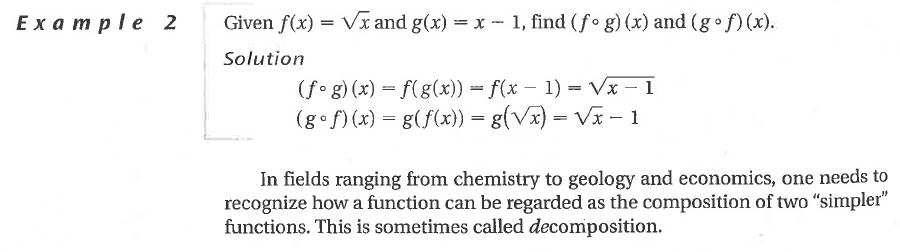 Example 2 Given f(x) = √x and g(x) = x − 1, find (f∘g)(x) and (g∘f)(x).
Solution
(f∘g)(x) = f(g(x)) = f(x − 1) = √(x − 1)
(g∘f)(x) = g(f(x)) = g(√x) = √x − 1
In fields ranging from chemistry to geology and economics, one needs to
recognize how a function can be regarded as the composition of two “simpler”
functions. This is sometimes called decomposition.